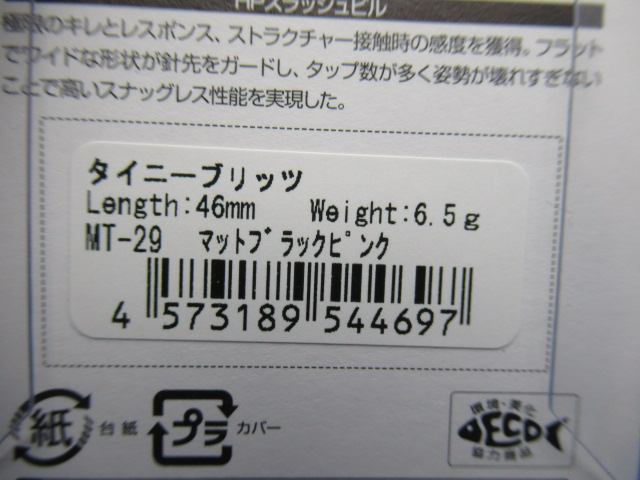 HPスラッシュビル
極限のキレとレスポンス、ストラクチャー接触時の感度を獲得。フラット
でワイドな形状が針先をガードし、タップ数が多く姿勢が壊れすぎない
ことで高いスナッグレス性能を実現した。
タイニーブリッツ
Length:46mm Weight:6.5g
MT-29 ﾏｯﾄﾌﾞﾗｯｸﾋﾟﾝｸ
4 573189 544697
紙 台紙 プラ カバー
環境・美化
ECO
協力商品